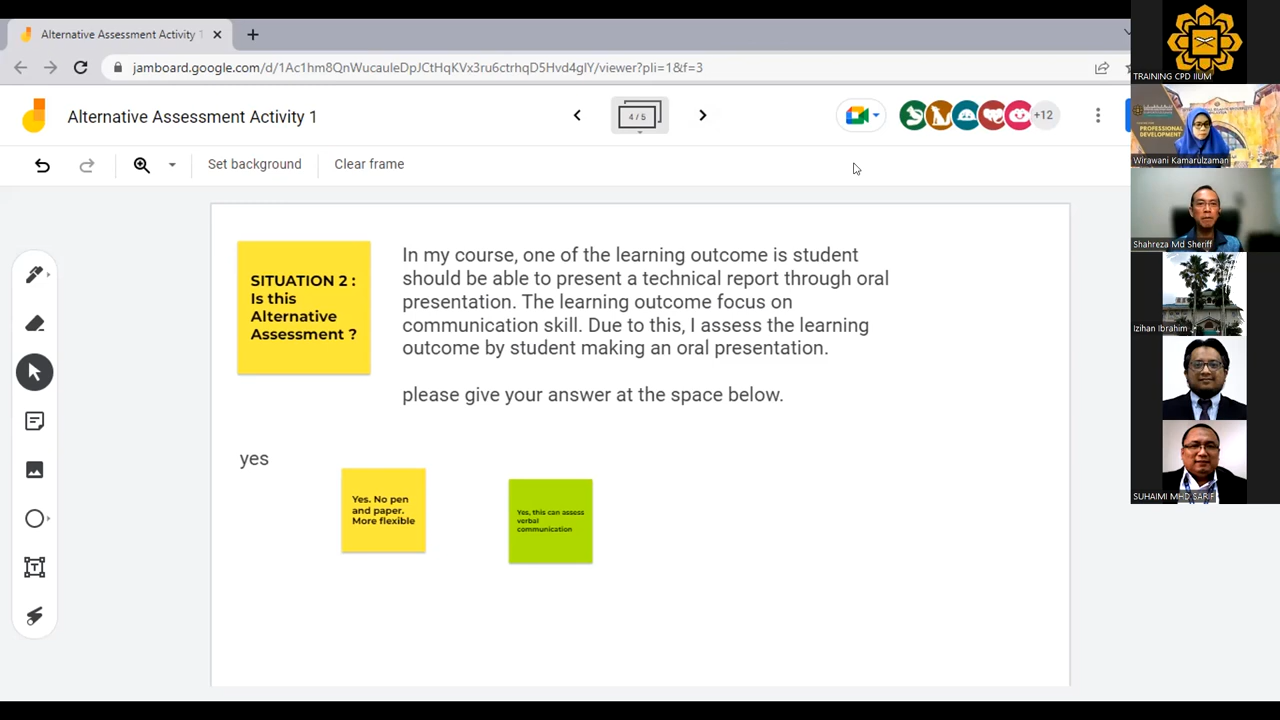 Alternative Assessment Activity 1
jamboard.google.com/d/1Ac1hm8QnWucauleDpJCtHqKVx3vTrmhqD5Hvd4glY/viewer?pli=1&f=3
Alternative Assessment Activity 1
4 / 5
+12
Set background
Clear frame
SITUATION 2 :
Is this
Alternative
Assessment ?
In my course, one of the learning outcome is student
should be able to present a technical report through oral
presentation. The learning outcome focus on
communication skill. Due to this, I assess the learning
outcome by student making an oral presentation.
please give your answer at the space below.
yes
Yes. No pen
and paper.
More flexible
Yes, this can assess
verbal
communication
TRAINING CPD IIUM
PROFESSIONAL
DEVELOPMENT
Wirawani Kamarulzaman
Shahreza Md Sheriff
Izihan Ibrahim
SUHAIMI MHD SARIF